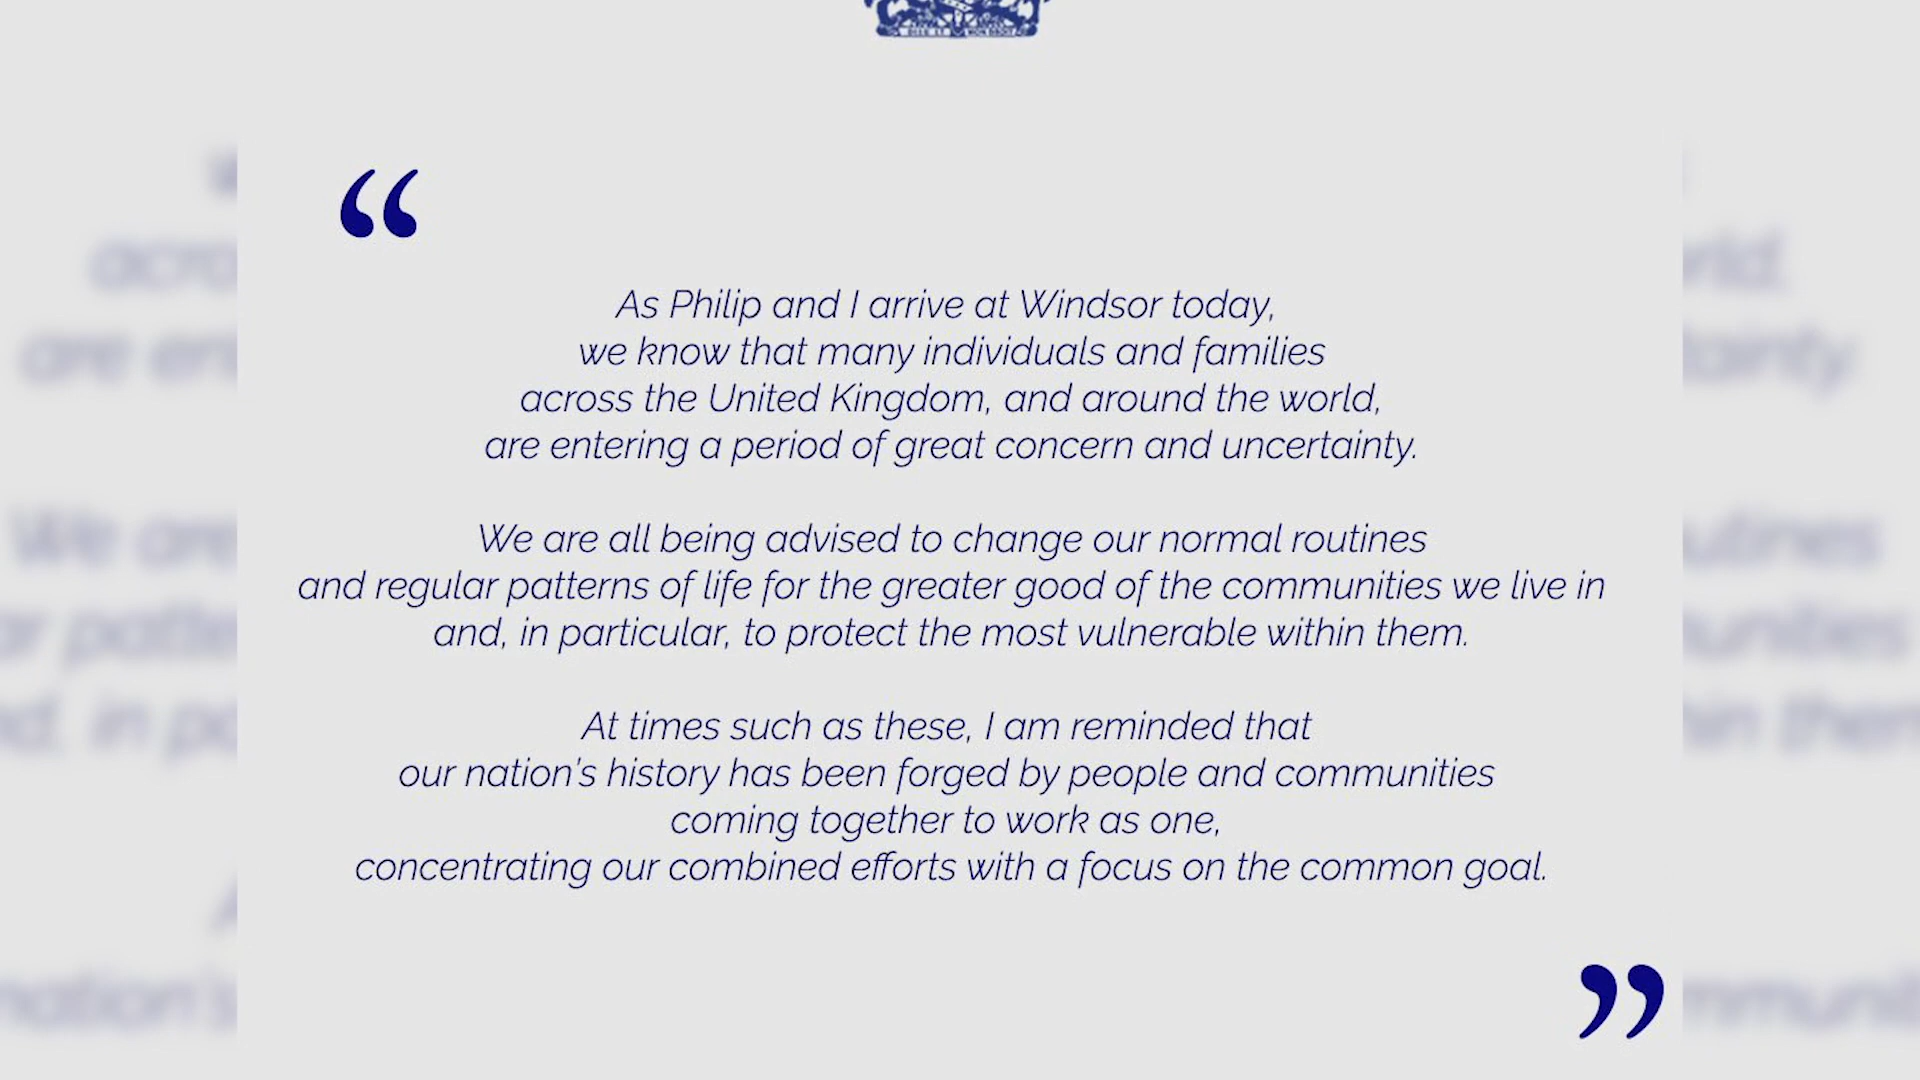 “
As Philip and I arrive at Windsor today,
we know that many individuals and families
across the United Kingdom, and around the world,
are entering a period of great concern and uncertainty.
We are all being advised to change our normal routines
and regular patterns of life for the greater good of the communities we live in
and, in particular, to protect the most vulnerable within them.
At times such as these, I am reminded that
our nation's history has been forged by people and communities
coming together to work as one,
concentrating our combined efforts with a focus on the common goal.
”